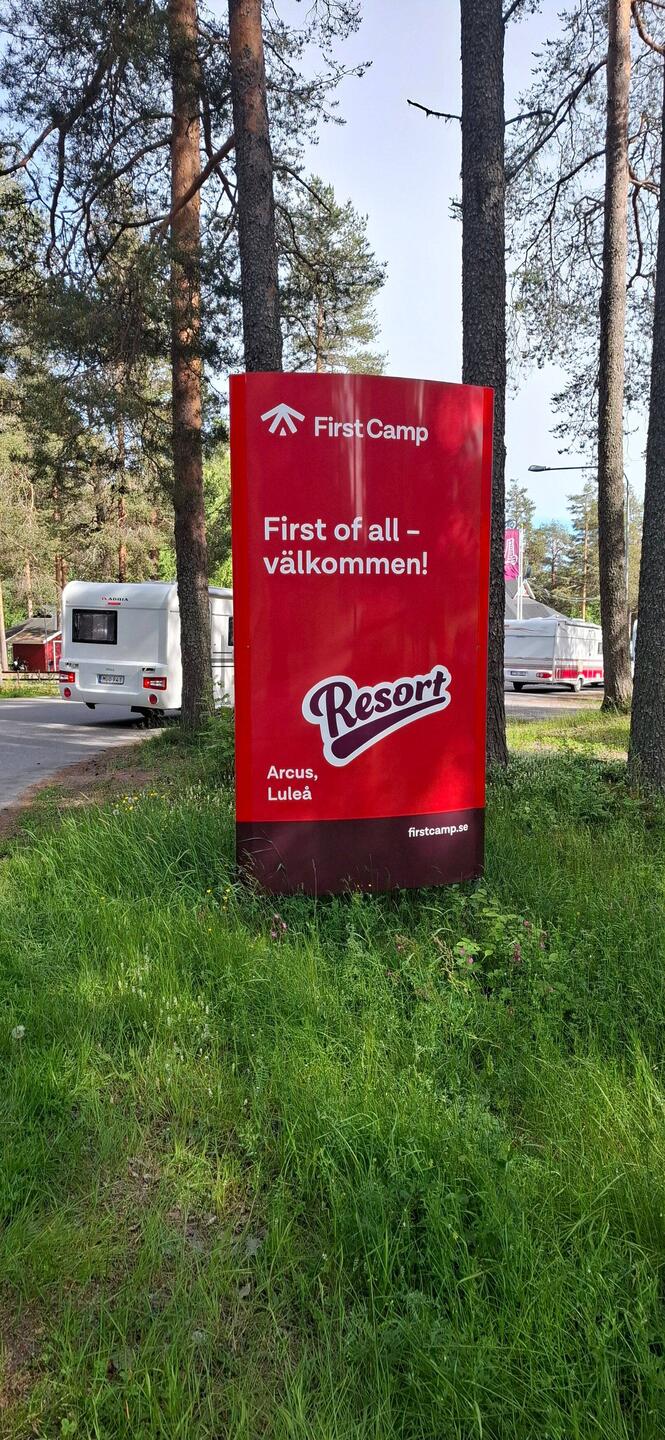 First Camp
First of all –
välkommen!
Resort
Arcus,
Luleå
firstcamp.se